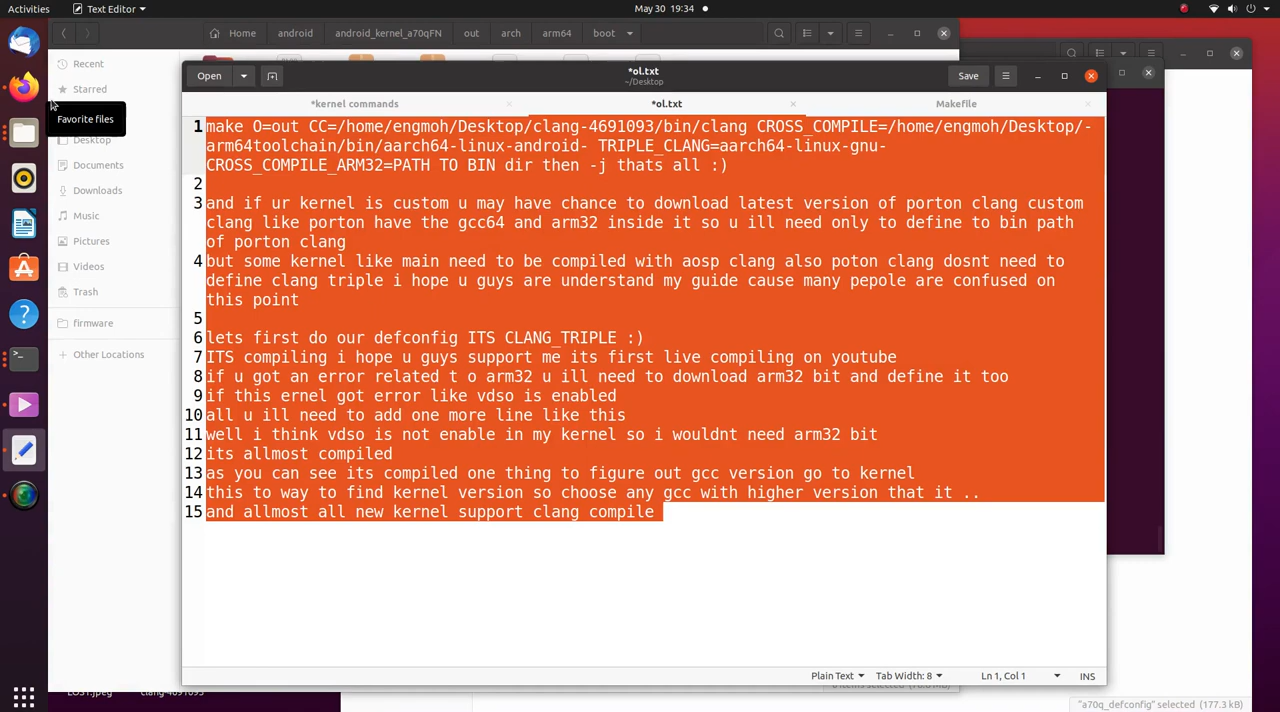 Activities
Text Editor
May 30 19:34
Home
android
android_kernel_a70qFN
out
arch
arm64
boot
Recent
Starred
Favorite files
Desktop
Documents
Downloads
Music
Pictures
Videos
Trash
firmware
Other Locations
Open
*ol.txt
~/Desktop
Save
*kernel commands
*ol.txt
Makefile
1 make O=out CC=/home/engmoh/Desktop/clang-4691093/bin/clang CROSS_COMPILE=/home/engmoh/Desktop/-
arm64toolchain/bin/aarch64-linux-android- TRIPLE_CLANG=aarch64-linux-gnu-
CROSS_COMPILE_ARM32=PATH TO BIN dir then -j thats all :)
2
3 and if ur kernel is custom u may have chance to download latest version of porton clang custom
clang like porton have the gcc64 and arm32 inside it so u ill need only to define to bin path
of porton clang
4 but some kernel like main need to be compiled with aosp clang also poton clang dosnt need to
define clang triple i hope u guys are understand my guide cause many pepole are confused on
this point
5
6 lets first do our defconfig ITS CLANG_TRIPLE :)
7 ITS compiling i hope u guys support me its first live compiling on youtube
8 if u got an error related t o arm32 u ill need to download arm32 bit and define it too
9 if this ernel got error like vdso is enabled
10 all u ill need to add one more line like this
11 well i think vdso is not enable in my kernel so i wouldnt need arm32 bit
12 its allmost compiled
13 as you can see its compiled one thing to figure out gcc version go to kernel
14 this to way to find kernel version so choose any gcc with higher version that it ..
15 and allmost all new kernel support clang compile
Plain Text
Tab Width: 8
Ln 1, Col 1
INS
"a70q_defconfig" selected (177.3 kB)